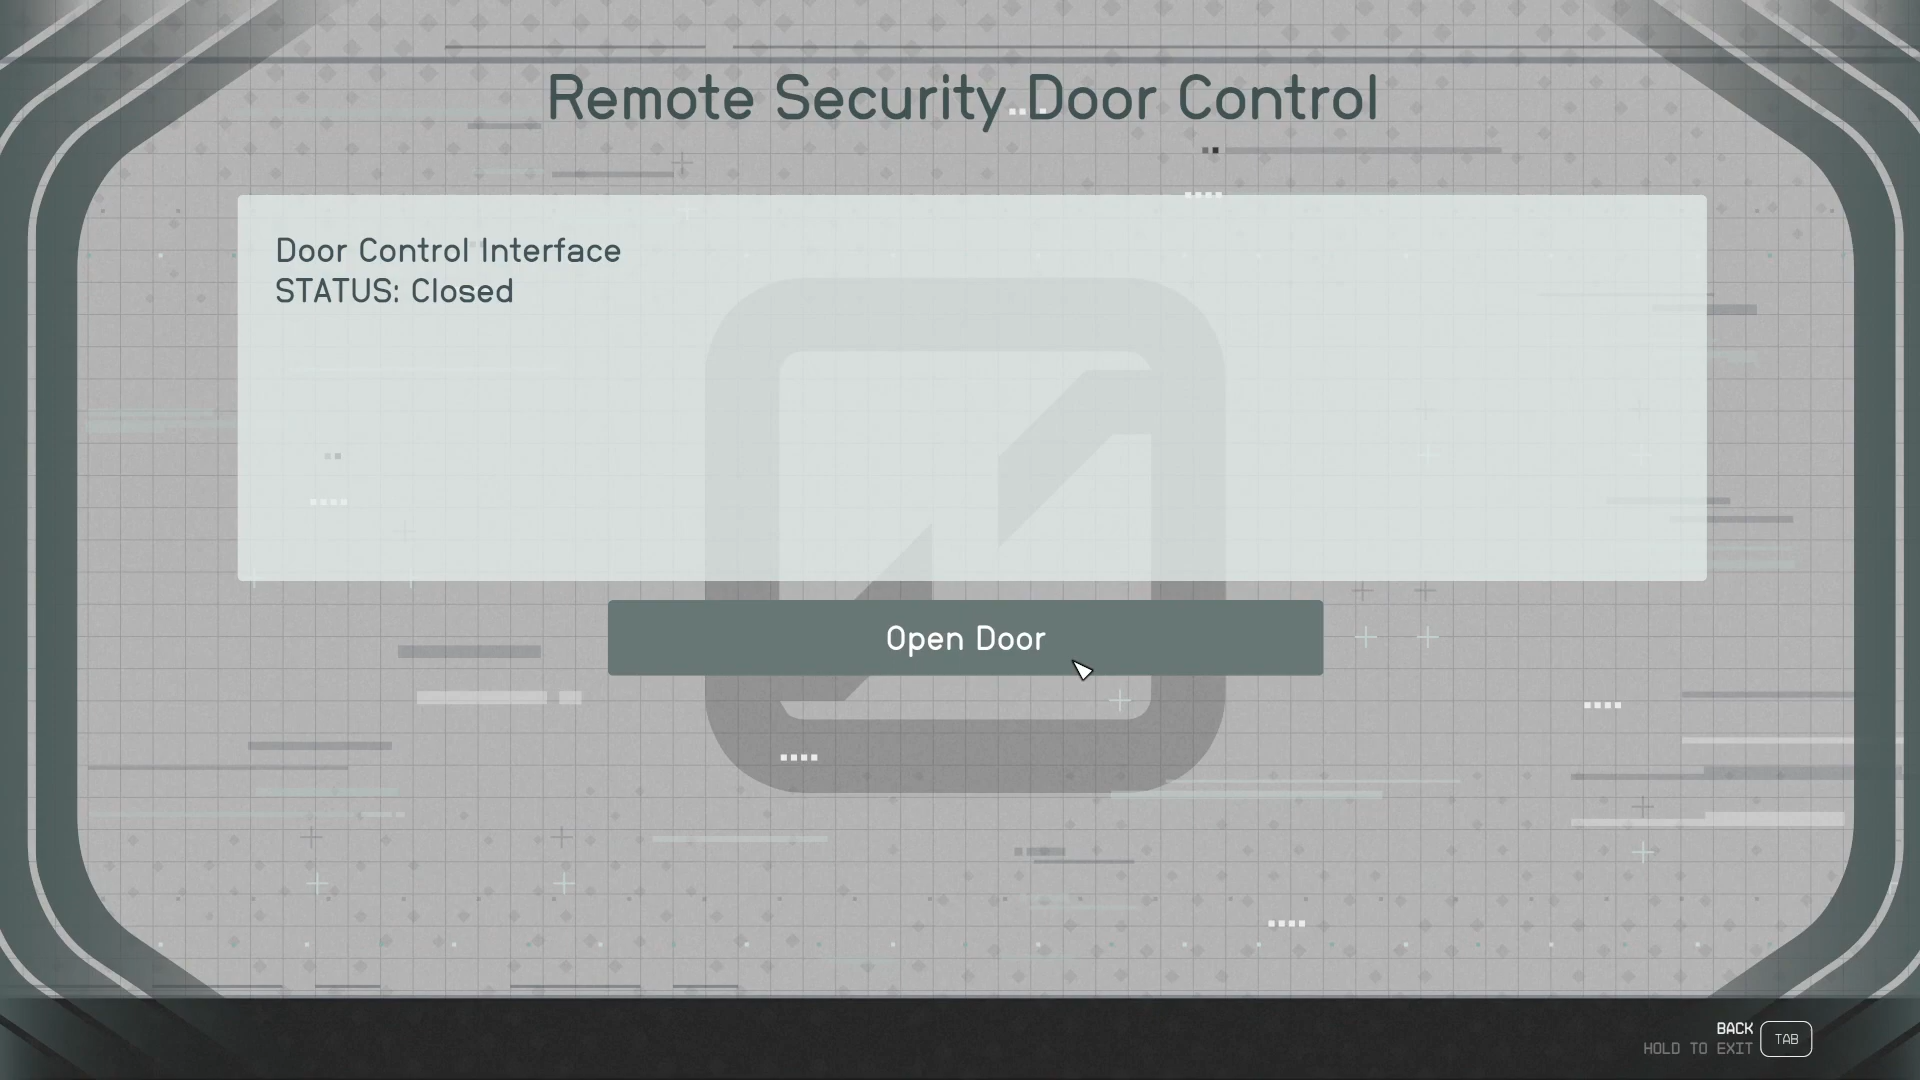 Remote Security Door Control
Door Control Interface
STATUS: Closed
Open Door
BACK
HOLD TO EXIT
TAB